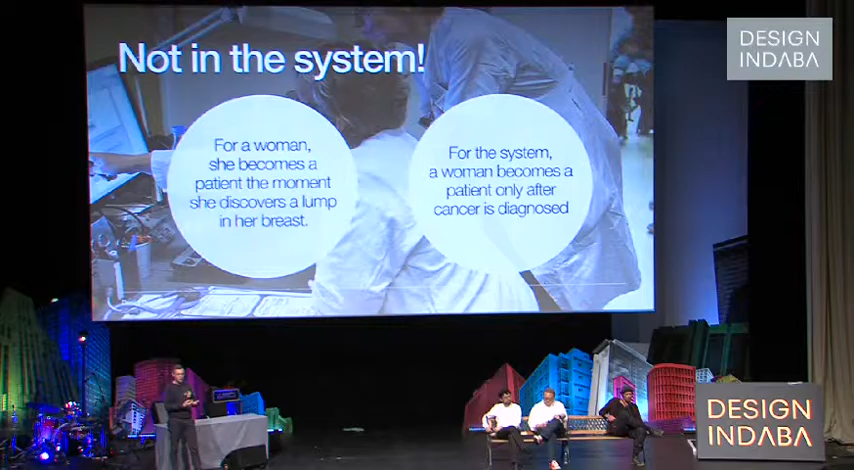 Not in the system!
For a woman,
she becomes a
patient the moment
she discovers a lump
in her breast.
For the system,
a woman becomes a
patient only after
cancer is diagnosed
DESIGN
INDABA
DESIGN
INDABA